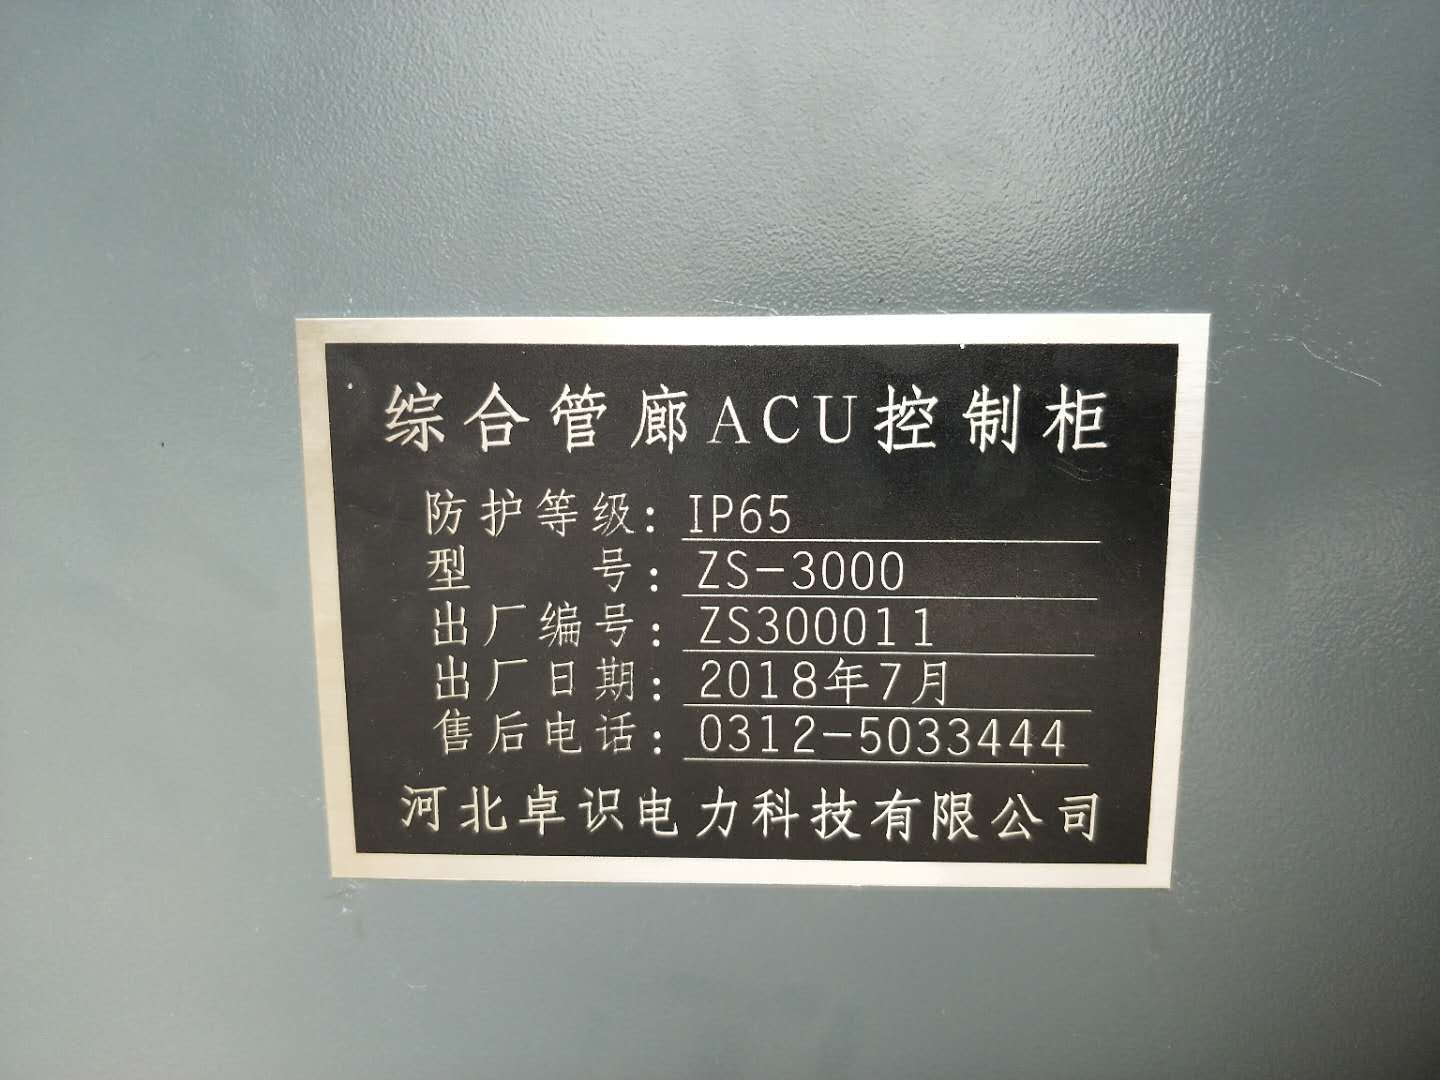 综合管廊ACU控制柜
防护等级：IP65
型号：ZS-3000
出厂编号：ZS300011
出厂日期：2018年7月
售后电话：0312-5033444
河北卓识电力科技有限公司